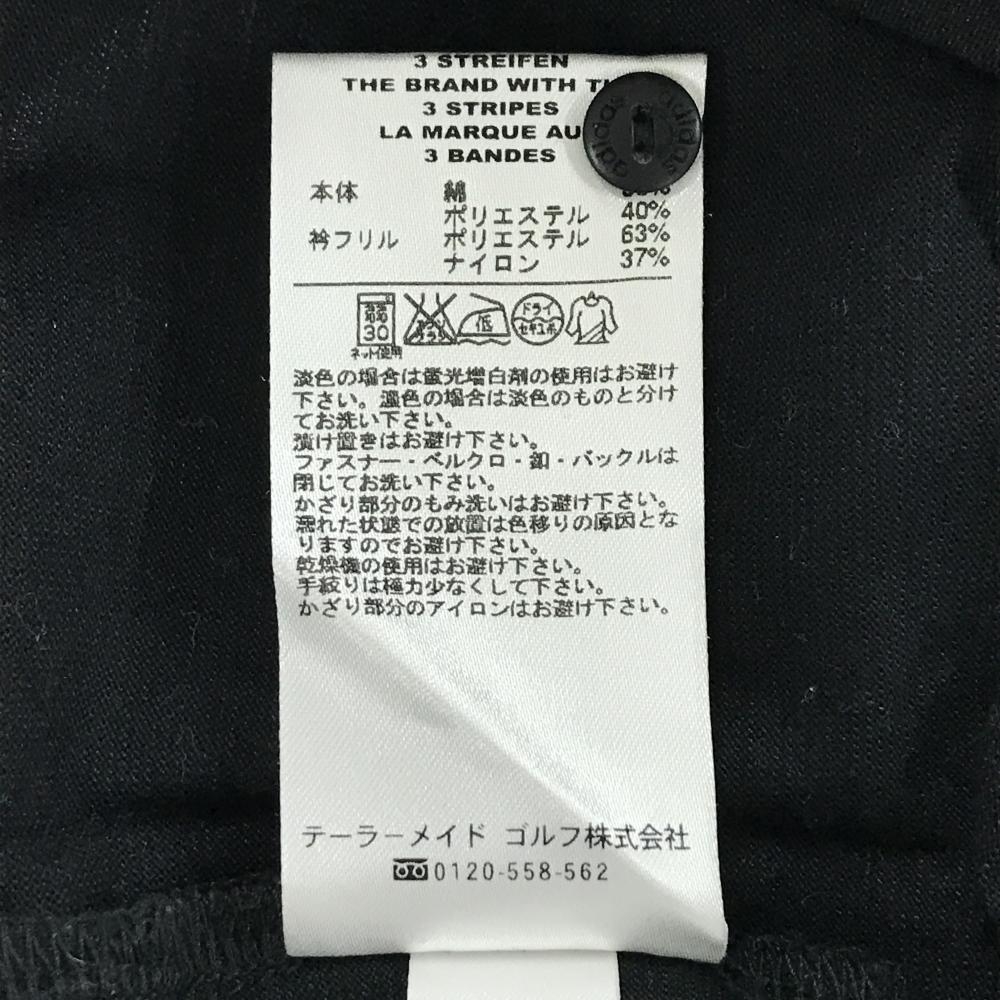 3 STREIFEN
THE BRAND WITH
3 STRIPES
LA MARQUE AU
3 BANDES
adidas adidas
本体 綿
ポリエステル 40%
衿フリル ポリエステル 63%
ナイロン 37%
30
ネット使用
低
ドライ
セキユ系
淡色の場合は蛍光増白剤の使用はお避け
下さい。濃色の場合は淡色のものと分け
てお洗い下さい。
漬け置きはお避け下さい。
ファスナー・ベルクロ・釦・バックルは
閉じてお洗い下さい。
かざり部分のもみ洗いはお避け下さい。
濡れた状態での放置は色移りの原因とな
りますのでお避け下さい。
乾燥機の使用はお避け下さい。
手絞りは極力少なくして下さい。
かざり部分のアイロンはお避け下さい。
テーラーメイド ゴルフ株式会社
0120-558-562